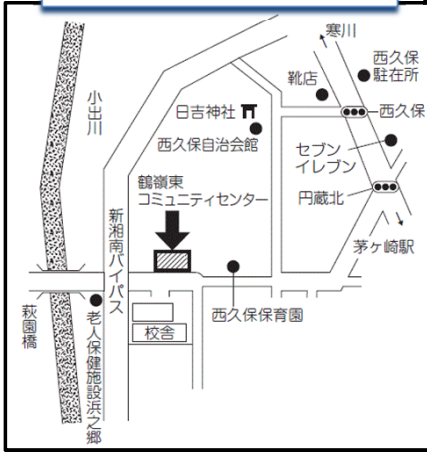 寒川
西久保
駐在所
靴店
日吉神社
西久保
小出川
西久保自治会館
セブン
イレブン
鶴嶺東
コミュニティセンター
円蔵北
新湘南バイパス
茅ヶ崎駅
西久保保育園
萩園橋
老人保健施設浜之郷
校舎